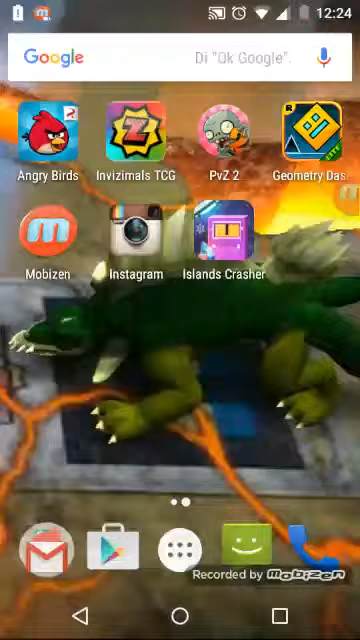 12:24
Google Di "Ok Google".
Angry Birds Invizimals TCG PvZ 2 Geometry Das
Mobizen Instagram Islands Crasher
Recorded by mobizen